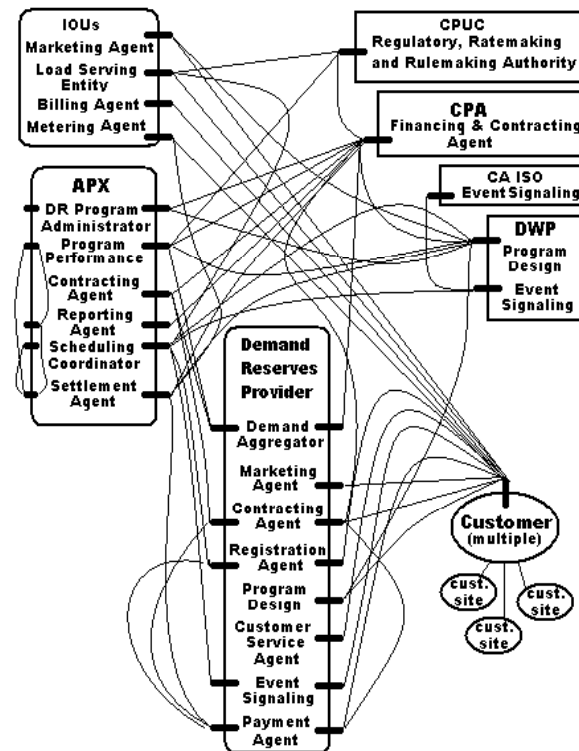 IOUs
Marketing Agent
Load Serving
Entity
Billing Agent
Metering Agent
CPUC
Regulatory, Ratemaking
and Rulemaking Authority
CPA
Financing & Contracting
Agent
CA ISO
Event Signaling
DWP
Program
Design
Event
Signaling
APX
DR Program
Administrator
Program
Performance
Contracting
Agent
Reporting
Agent
Scheduling
Coordinator
Settlement
Agent
Demand
Reserves
Provider
Demand
Aggregator
Marketing
Agent
Contracting
Agent
Registration
Agent
Program
Design
Customer
Service
Agent
Event
Signaling
Payment
Agent
Customer
(multiple)
cust.
site
cust.
site
cust.
site